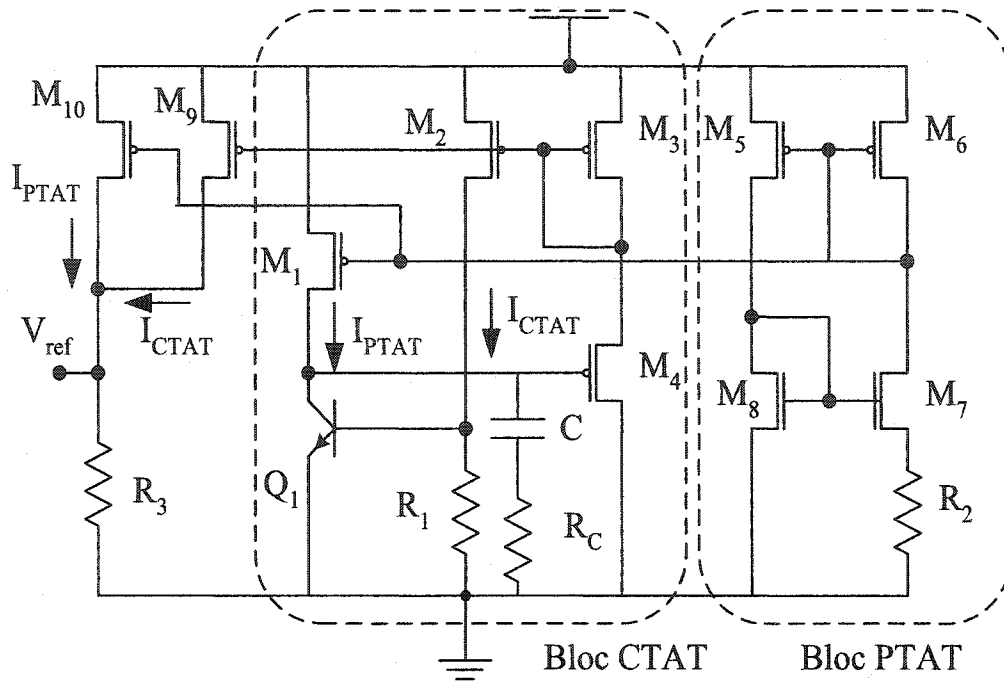 M10
M9
M2
M3
M5
M6
IPTAT
M1
ICTAT
IPTAT
ICTAT
Vref
M4
M8
M7
C
Q1
R3
R1
RC
R2
Bloc CTAT
Bloc PTAT